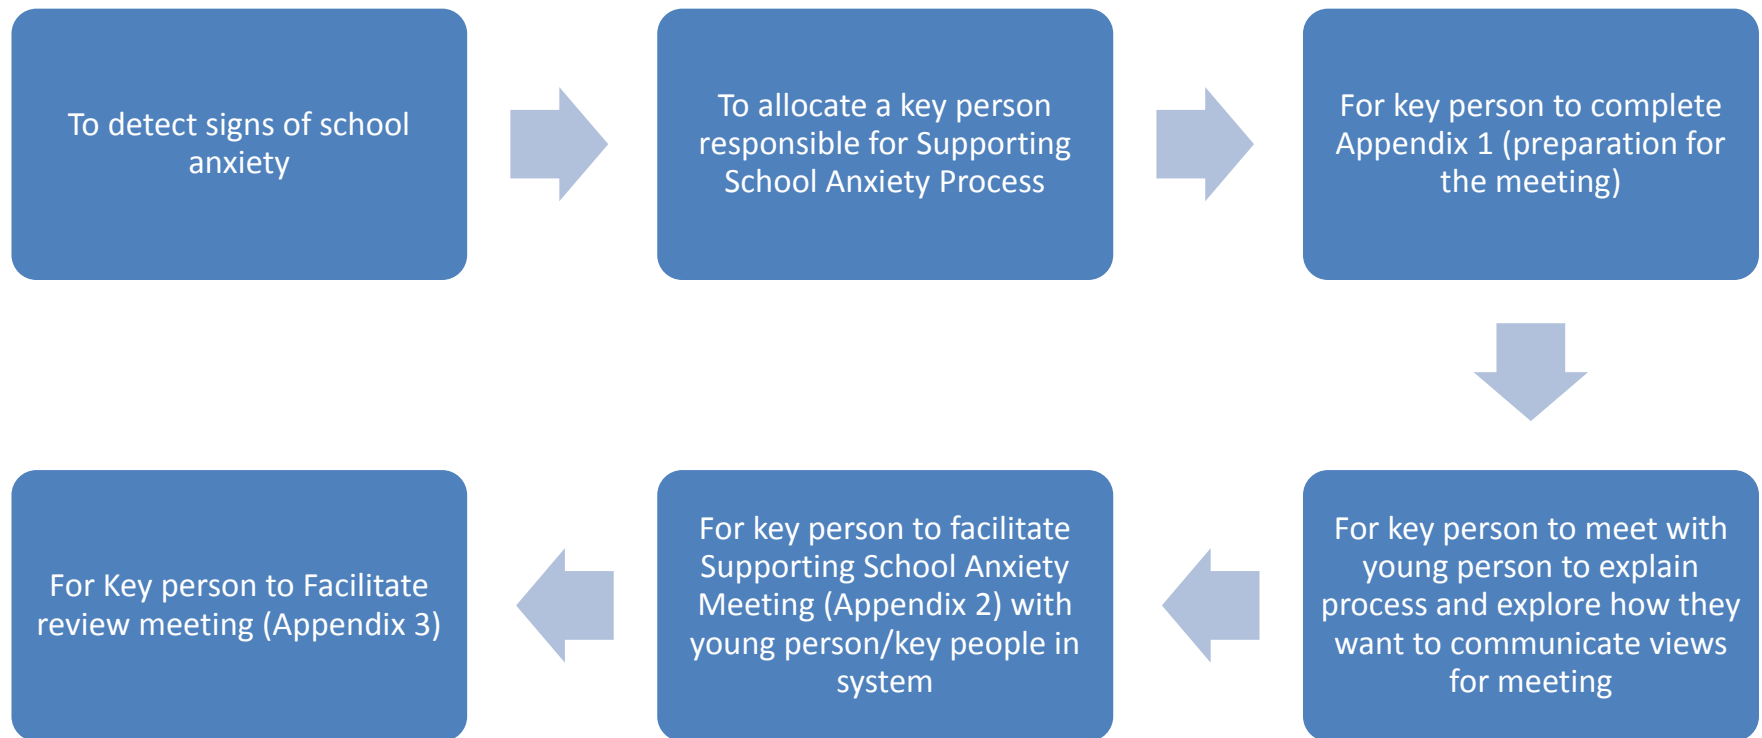 To detect signs of school
anxiety
To allocate a key person
responsible for Supporting
School Anxiety Process
For key person to complete
Appendix 1 (preparation for
the meeting)
For key person to meet with
young person to explain
process and explore how they
want to communicate views
for meeting
For key person to facilitate
Supporting School Anxiety
Meeting (Appendix 2) with
young person/key people in
system
For Key person to Facilitate
review meeting (Appendix 3)